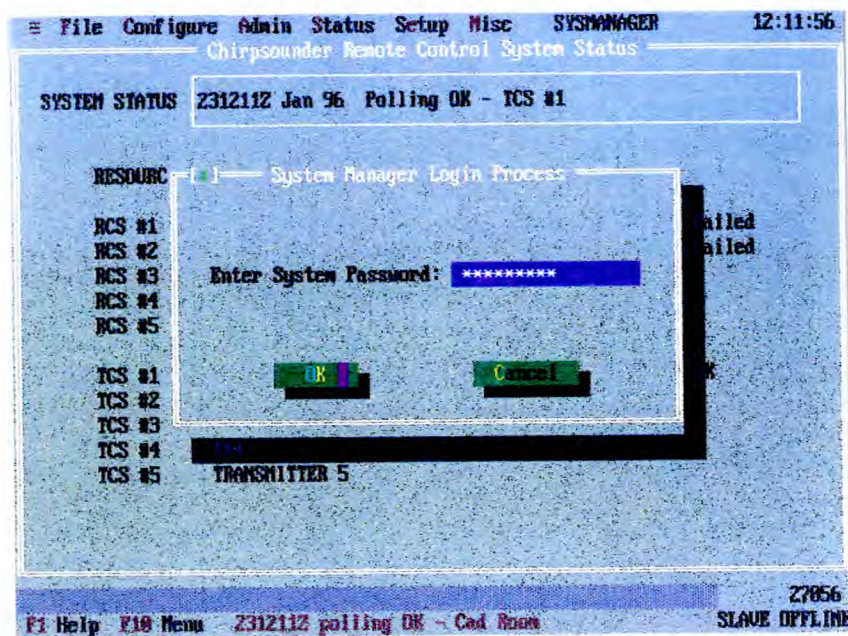 ≡ File Configure Admin Status Setup Misc SYSMANAGER 12:11:56
Chirpsounder Remote Control System Status
SYSTEM STATUS 231211Z Jan 96 Polling OK - TCS #1
RESOURC
System Manager Login Process
RCS #1 ailed
RCS #2 ailed
RCS #3
Enter System Password: *********
RCS #4
RCS #5
TCS #1 OK Cancel K
TCS #2
TCS #3
TCS #4
TCS #5 TRANSMITTER 5
27056
F1 Help F10 Menu 231211Z polling OK - Cad Room SLAVE OFFLINE